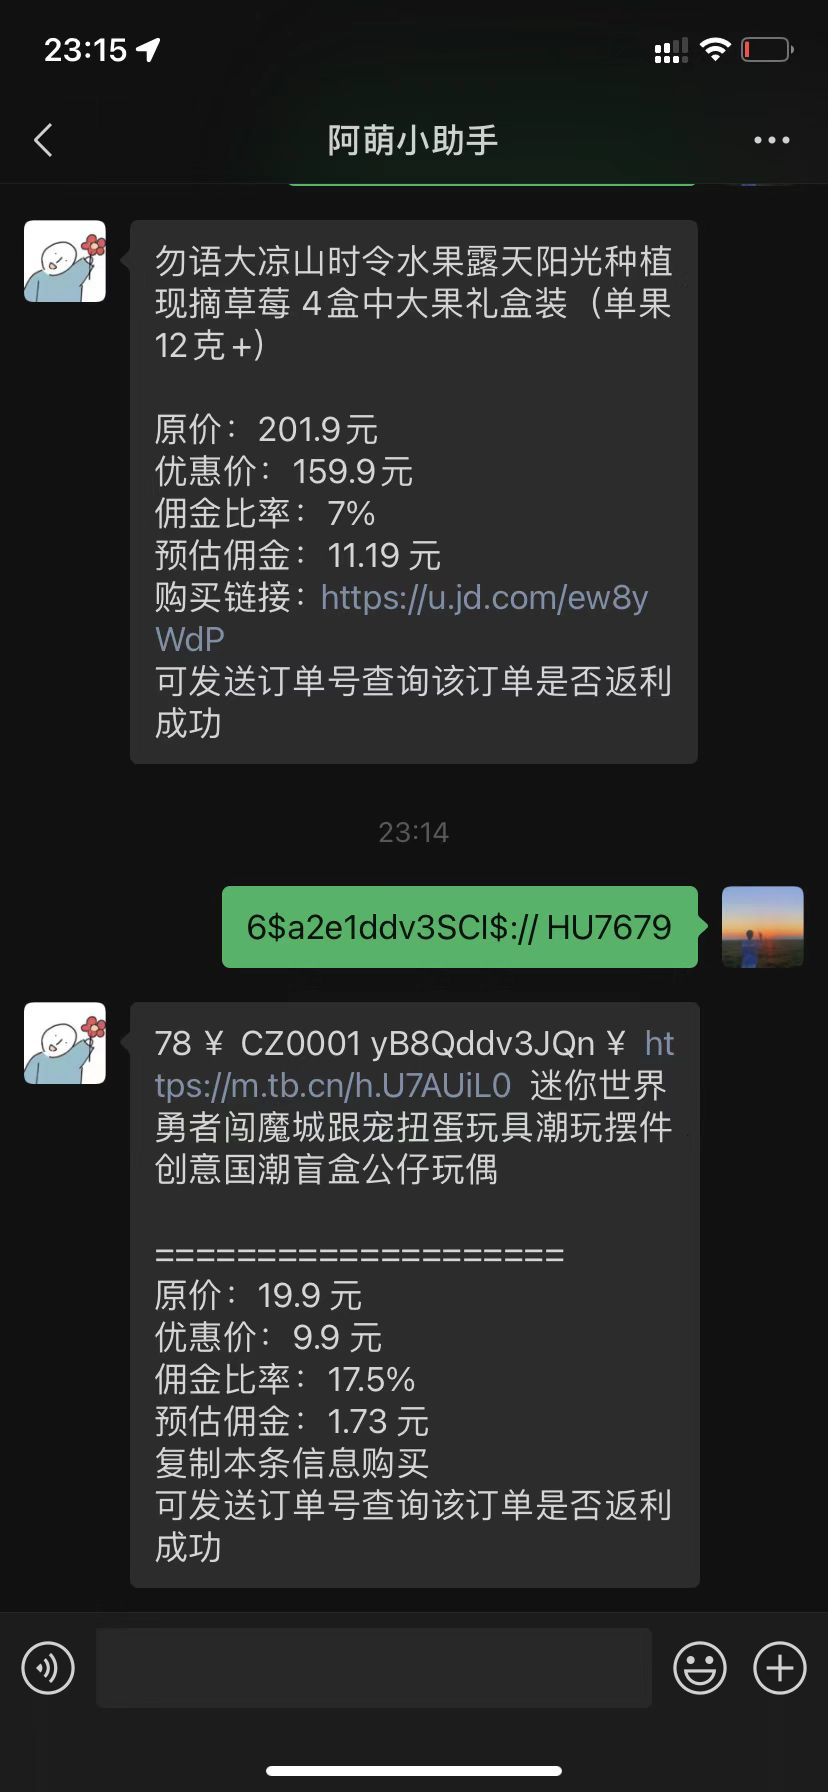 23:15
阿萌小助手
勿语大凉山时令水果露天阳光种植
现摘草莓 4盒中大果礼盒装（单果
12克+）
原价：201.9元
优惠价：159.9元
佣金比率：7%
预估佣金：11.19 元
购买链接：https://u.jd.com/ew8y
WdP
可发送订单号查询该订单是否返利
成功
23:14
6$a2e1ddv3SCI$:// HU7679
78 ¥ CZ0001 yB8Qddv3JQn ¥ ht
tps://m.tb.cn/h.U7AUiL0 迷你世界
勇者闯魔城跟宠扭蛋玩具潮玩摆件
创意国潮盲盒公仔玩偶
=====================
原价：19.9 元
优惠价：9.9 元
佣金比率：17.5%
预估佣金：1.73 元
复制本条信息购买
可发送订单号查询该订单是否返利
成功